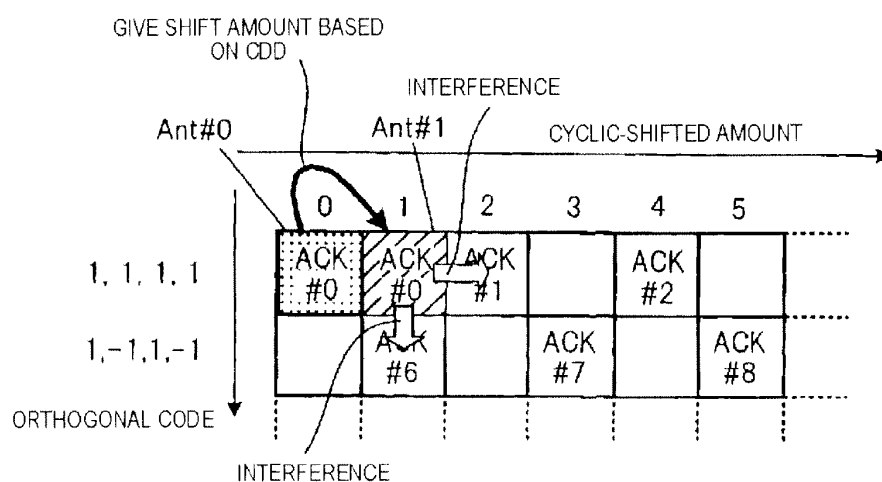 GIVE SHIFT AMOUNT BASED
ON CDD
INTERFERENCE
Ant#0
Ant#1
CYCLIC-SHIFTED AMOUNT
0 1 2 3 4 5
1, 1, 1, 1
ACK #0
ACK #0
ACK #1
ACK #2
1,-1,1,-1
ACK #6
ACK #7
ACK #8
ORTHOGONAL CODE
INTERFERENCE